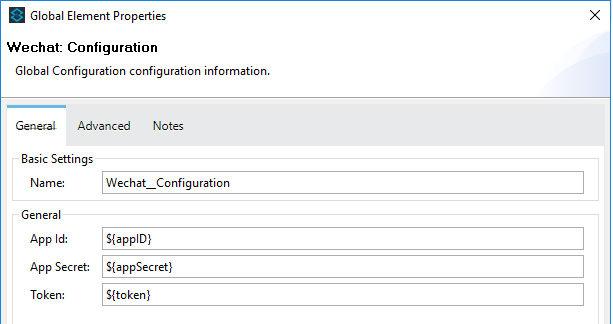 Global Element Properties
Wechat: Configuration
Global Configuration configuration information.
General Advanced Notes
Basic Settings
Name: Wechat__Configuration
General
App Id: ${appID}
App Secret: ${appSecret}
Token: ${token}